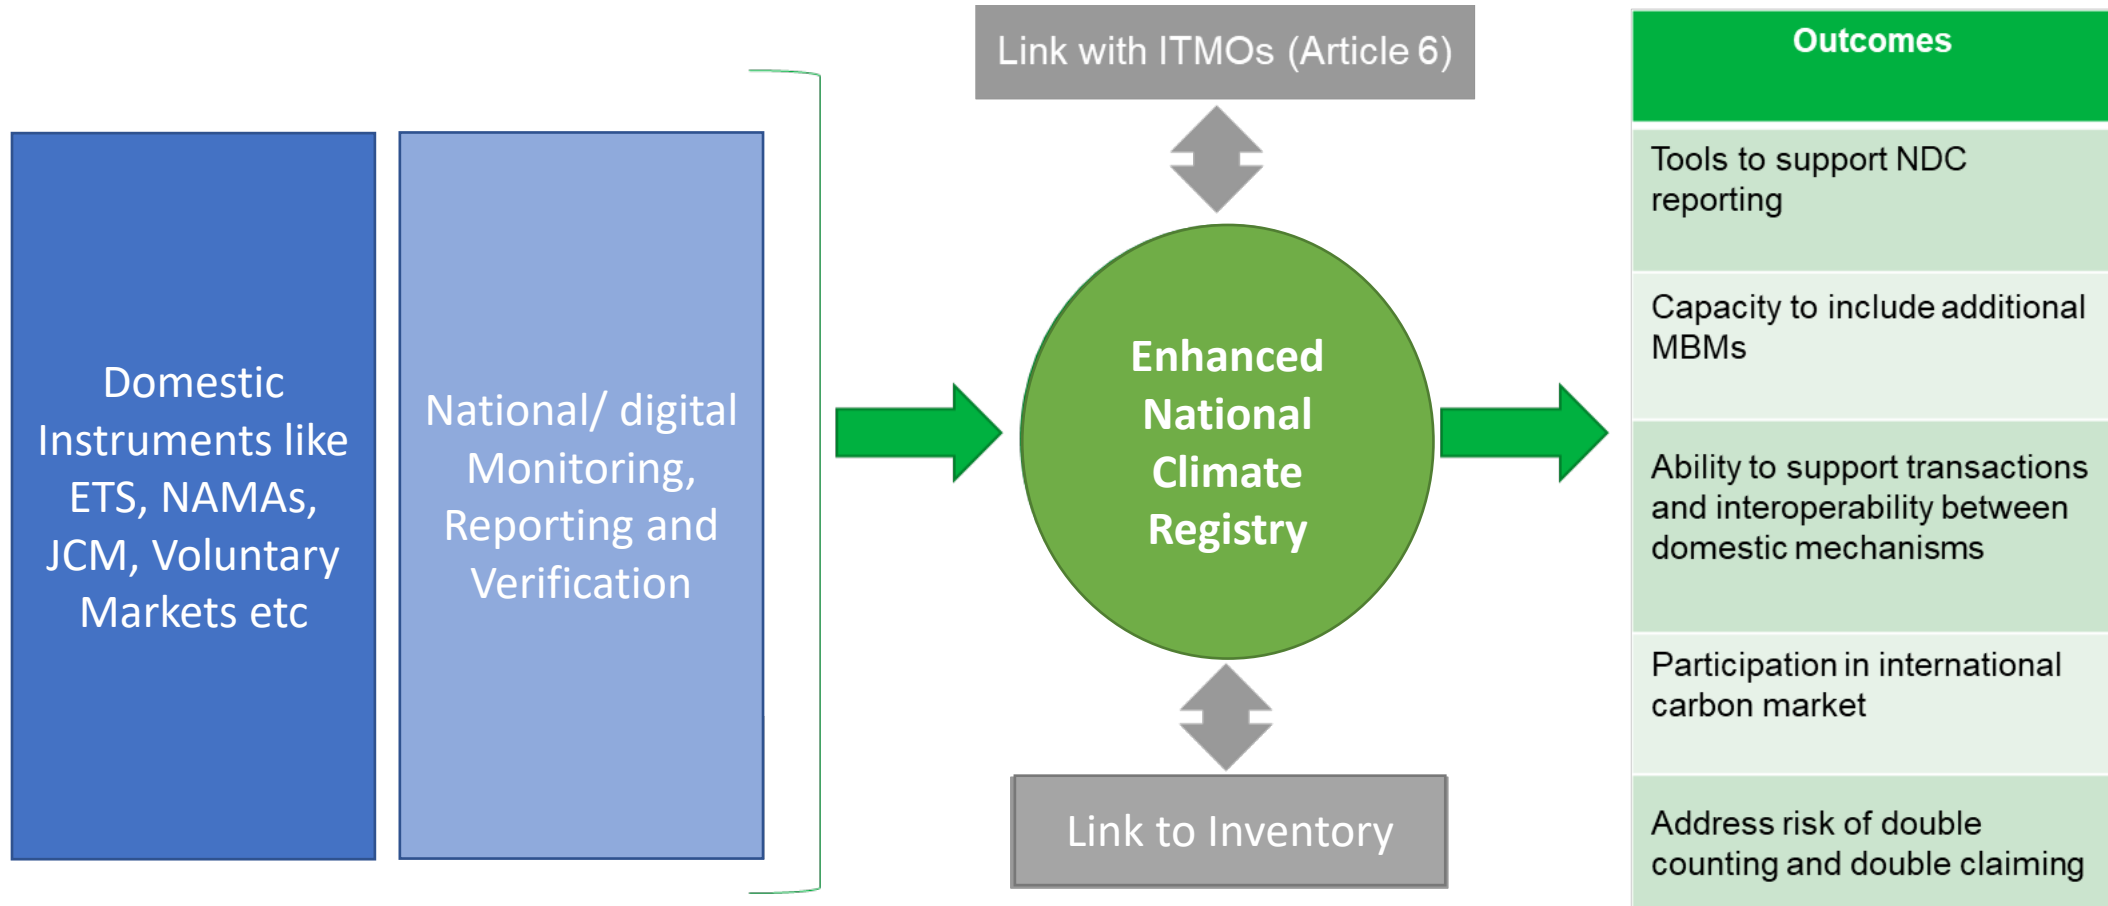 Domestic
Instruments like
ETS, NAMAs,
JCM, Voluntary
Markets etc
National/ digital
Monitoring,
Reporting and
Verification
Link with ITMOs (Article 6)
Enhanced
National
Climate
Registry
Link to Inventory
Outcomes
Tools to support NDC
reporting
Capacity to include additional
MBMs
Ability to support transactions
and interoperability between
domestic mechanisms
Participation in international
carbon market
Address risk of double
counting and double claiming